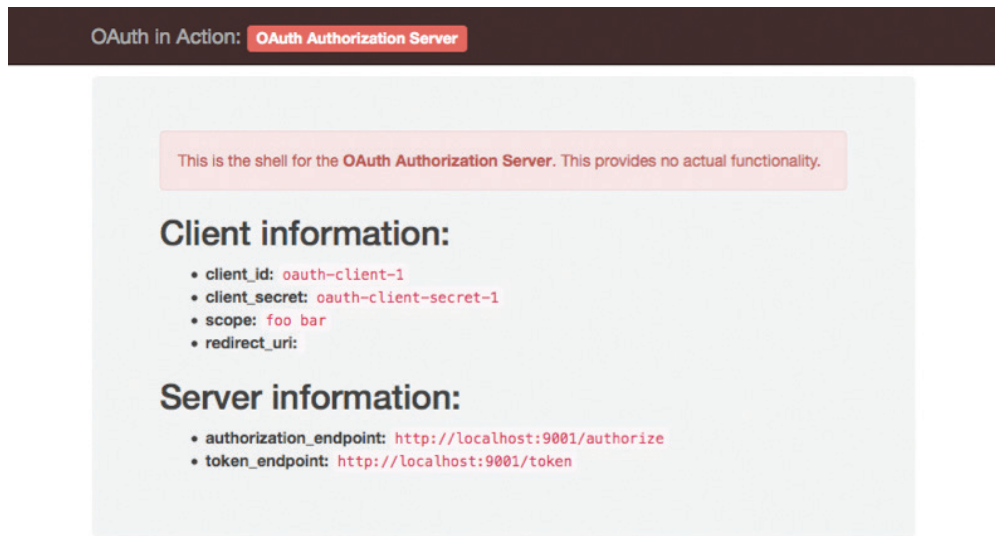 OAuth in Action: OAuth Authorization Server
This is the shell for the OAuth Authorization Server. This provides no actual functionality.
Client information:
• client_id: oauth-client-1
• client_secret: oauth-client-secret-1
• scope: foo bar
• redirect_uri:
Server information:
• authorization_endpoint: http://localhost:9001/authorize
• token_endpoint: http://localhost:9001/token